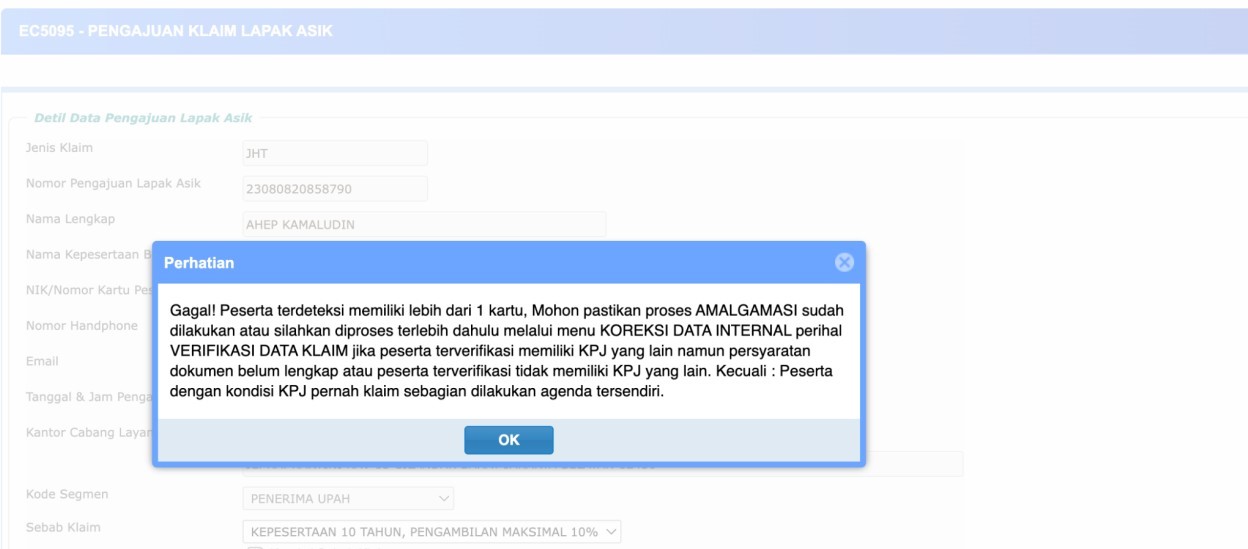 EC5095 - PENGAJUAN KLAIM LAPAK ASIK
Detil Data Pengajuan Lapak Asik
Jenis Klaim
JHT
Nomor Pengajuan Lapak Asik
23080820858790
Nama Lengkap
AHEP KAMALUDIN
Nama Kepesertaan B
Perhatian
NIK/Nomor Kartu Pes
Gagal! Peserta terdeteksi memiliki lebih dari 1 kartu, Mohon pastikan proses AMALGAMASI sudah
dilakukan atau silahkan diproses terlebih dahulu melalui menu KOREKSI DATA INTERNAL perihal
VERIFIKASI DATA KLAIM jika peserta terverifikasi memiliki KPJ yang lain namun persyaratan
dokumen belum lengkap atau peserta terverifikasi tidak memiliki KPJ yang lain. Kecuali : Peserta
dengan kondisi KPJ pernah klaim sebagian dilakukan agenda tersendiri.
Nomor Handphone
Email
Tanggal & Jam Penga
Kantor Cabang Layan
OK
Kode Segmen
PENERIMA UPAH
Sebab Klaim
KEPESERTAAN 10 TAHUN, PENGAMBILAN MAKSIMAL 10%